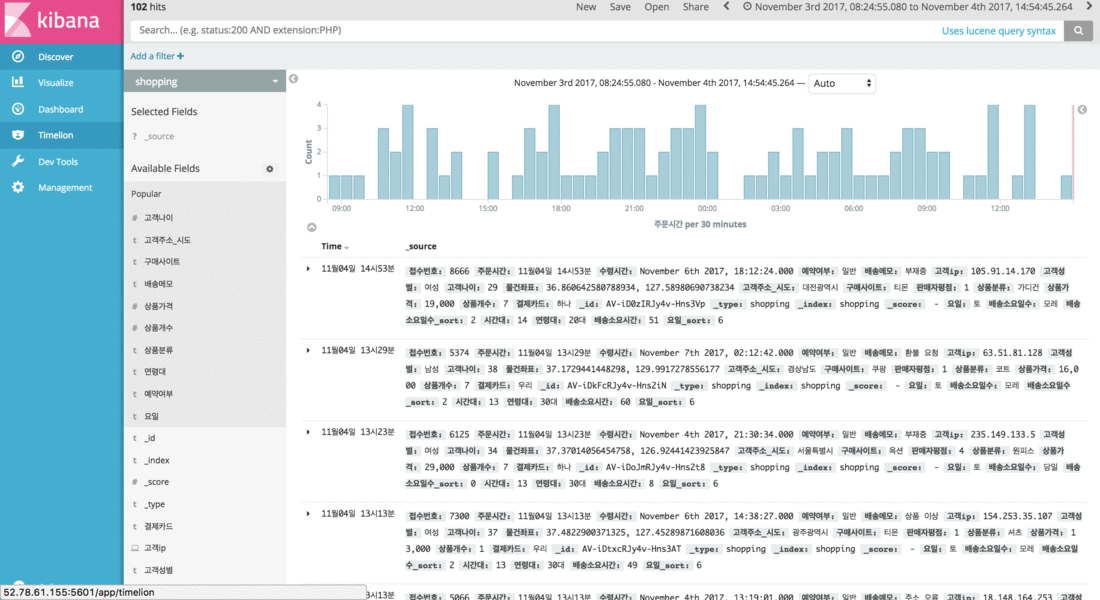 102 hits
New Save Open Share November 3rd 2017, 08:24:55.080 to November 4th 2017, 14:54:45.264
kibana
Search... (e.g. status:200 AND extension:PHP)
Uses lucene query syntax
Add a filter +
Discover
Visualize
Dashboard
Timelion
Dev Tools
Management
shopping
Selected Fields
? _source
Available Fields
Popular
# 고객나이
t 고객주소_시도
t 구매사이트
t 배송메모
# 상품가격
# 상품개수
t 상품분류
t 연령대
t 예약여부
t 요일
t _id
t _index
# _score
t _type
t 결제카드
고객ip
t 고객성별
November 3rd 2017, 08:24:55.080 - November 4th 2017, 14:54:45.264 — Auto
Count
4
3
2
1
0
09:00 12:00 15:00 18:00 21:00 00:00 03:00 06:00 09:00 12:00
주문시간 per 30 minutes
Time _source
11월04일 14시53분
접수번호: 8666 주문시간: 11월04일 14시53분 수령시간: November 6th 2017, 18:12:24.000 예약여부: 일반 배송메모: 부재중 고객ip: 105.91.14.170 고객성
별: 여성 고객나이: 29 물건좌표: 36.860642580788934, 127.58980690738234 고객주소_시도: 대전광역시 구매사이트: 티몬 판매자평점: 1 상품분류: 가디건 상품가
격: 19,000 상품개수: 7 결제카드: 하나 _id: AV-iD0zIRJy4v-Hns3Vp _type: shopping _index: shopping _score: - 요일: 토 배송소요일수: 모레 배송
소요일수_sort: 2 시간대: 14 연령대: 20대 배송소요시간: 51 요일_sort: 6
11월04일 13시29분
접수번호: 5374 주문시간: 11월04일 13시29분 수령시간: November 7th 2017, 02:12:42.000 예약여부: 일반 배송메모: 환불 요청 고객ip: 63.51.81.128 고객성
별: 남성 고객나이: 38 물건좌표: 37.1729441448298, 129.9917278556177 고객주소_시도: 경상남도 구매사이트: 쿠팡 판매자평점: 1 상품분류: 코트 상품가격: 16,0
00 상품개수: 7 결제카드: 우리 _id: AV-iDkFcRJy4v-Hns2iN _type: shopping _index: shopping _score: - 요일: 토 배송소요일수: 모레 배송소요일수
_sort: 2 시간대: 13 연령대: 30대 배송소요시간: 60 요일_sort: 6
11월04일 13시23분
접수번호: 6125 주문시간: 11월04일 13시23분 수령시간: November 4th 2017, 21:30:34.000 예약여부: 일반 배송메모: 부재중 고객ip: 235.149.133.5 고객성
별: 여성 고객나이: 34 물건좌표: 37.37014056454758, 126.92441423925847 고객주소_시도: 서울특별시 구매사이트: 옥션 판매자평점: 4 상품분류: 원피스 상품가
격: 29,000 상품개수: 7 결제카드: 하나 _id: AV-iDoJmRJy4v-Hns2t8 _type: shopping _index: shopping _score: - 요일: 토 배송소요일수: 당일 배송
소요일수_sort: 0 시간대: 13 연령대: 30대 배송소요시간: 8 요일_sort: 6
11월04일 13시13분
접수번호: 7300 주문시간: 11월04일 13시13분 수령시간: November 6th 2017, 14:38:27.000 예약여부: 일반 배송메모: 상품 이상 고객ip: 154.253.35.107 고객성
별: 여성 고객나이: 37 물건좌표: 37.4822900371325, 127.45289871608036 고객주소_시도: 광주광역시 구매사이트: 티몬 판매자평점: 1 상품분류: 셔츠 상품가격: 1
3,000 상품개수: 1 결제카드: 우리 _id: AV-iDtxcRJy4v-Hns3AT _type: shopping _index: shopping _score: - 요일: 토 배송소요일수: 모레 배송소요일
수_sort: 2 시간대: 13 연령대: 30대 배송소요시간: 49 요일_sort: 6
13시13분
접수번호: 5066 주문시간: 11월04일 13시13분 수령시간: November 4th 2017, 13:19:01.000 예약여부: 일반 배송메모: 주소 오류 고객ip: 18.148.164.253 고객성
52.78.61.155:5601/app/timelion